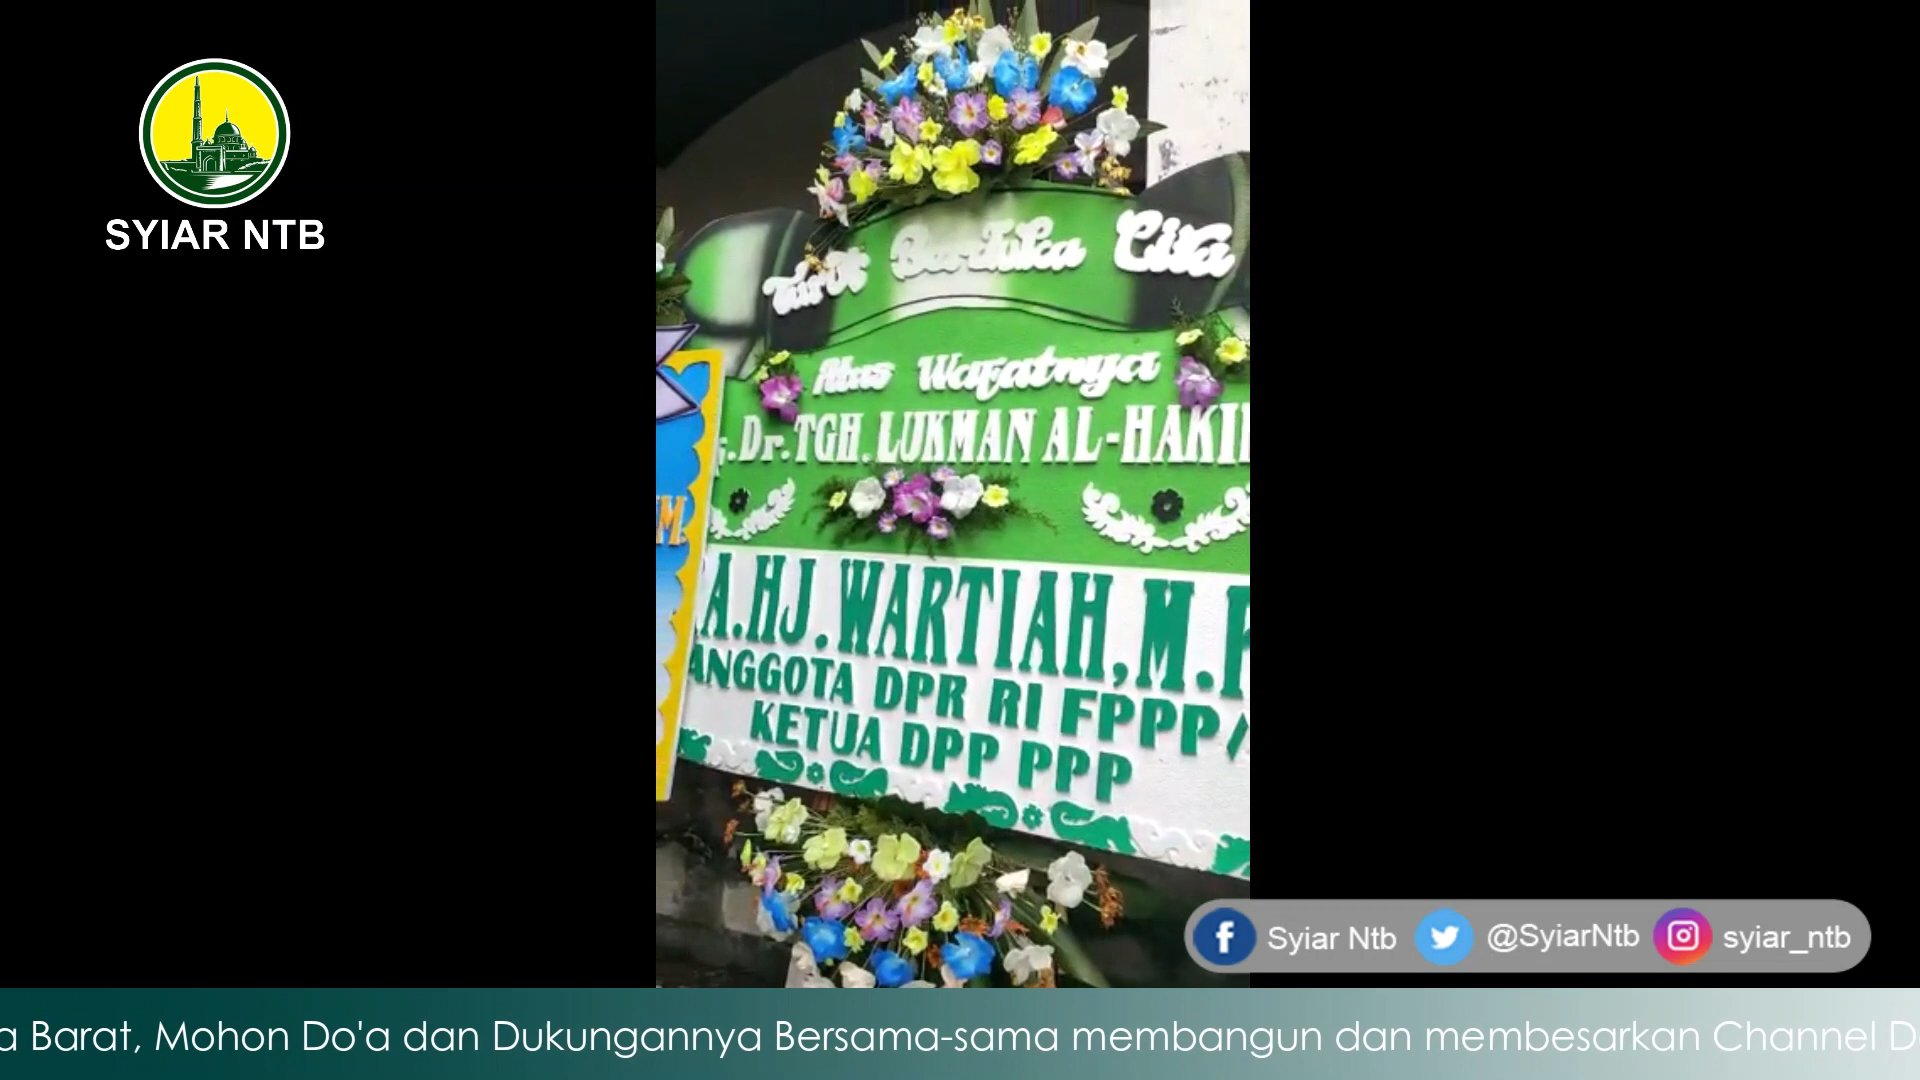 SYIAR NTB
Turut Berduka Cita
Atas Wafatnya
.Dr.TGH. LUKMAN AL-HAKI
A.HJ.WARTIAH,M.P
ANGGOTA DPR RI FPPP/
KETUA DPP PPP
M.
Syiar Ntb @SyiarNtb syiar_ntb
a Barat, Mohon Do'a dan Dukungannya Bersama-sama membangun dan membesarkan Channel D